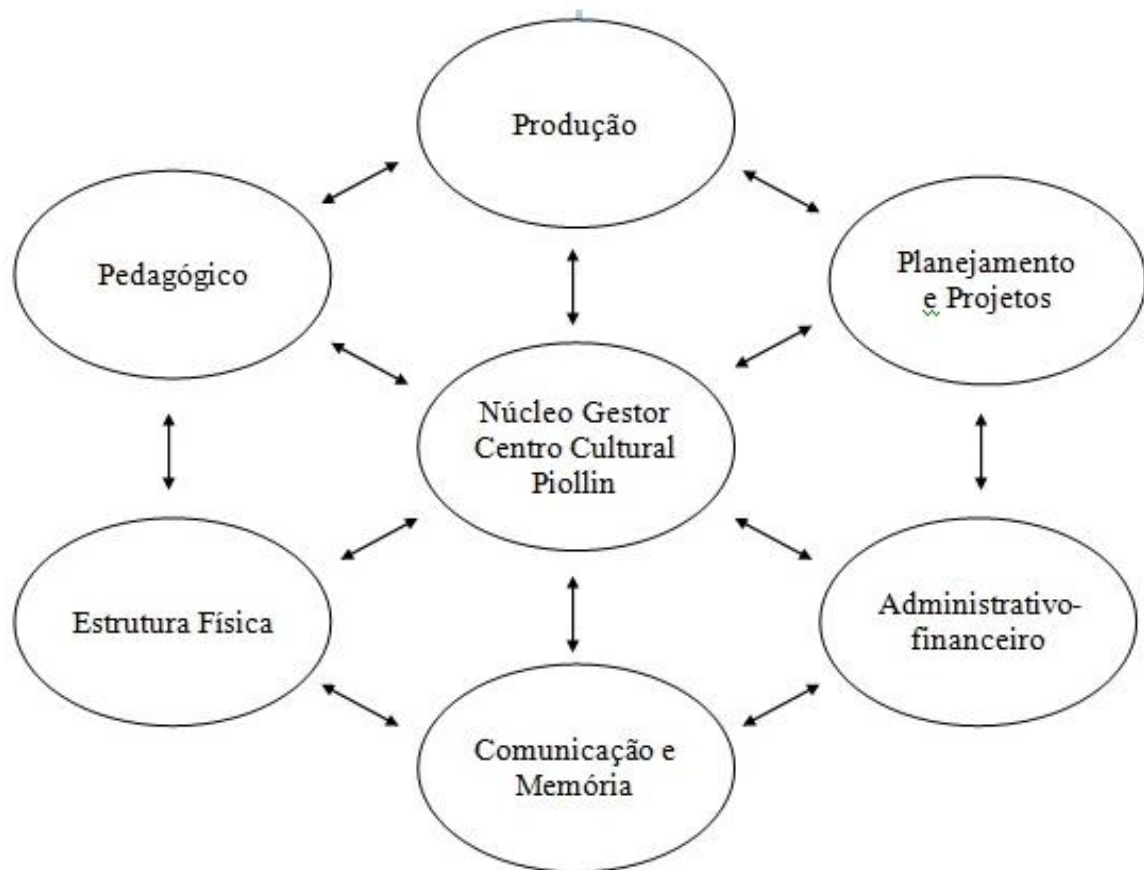 Produção
Pedagógico
Planejamento
e Projetos
Núcleo Gestor
Centro Cultural
Piollin
Estrutura Física
Administrativo-
financeiro
Comunicação e
Memória